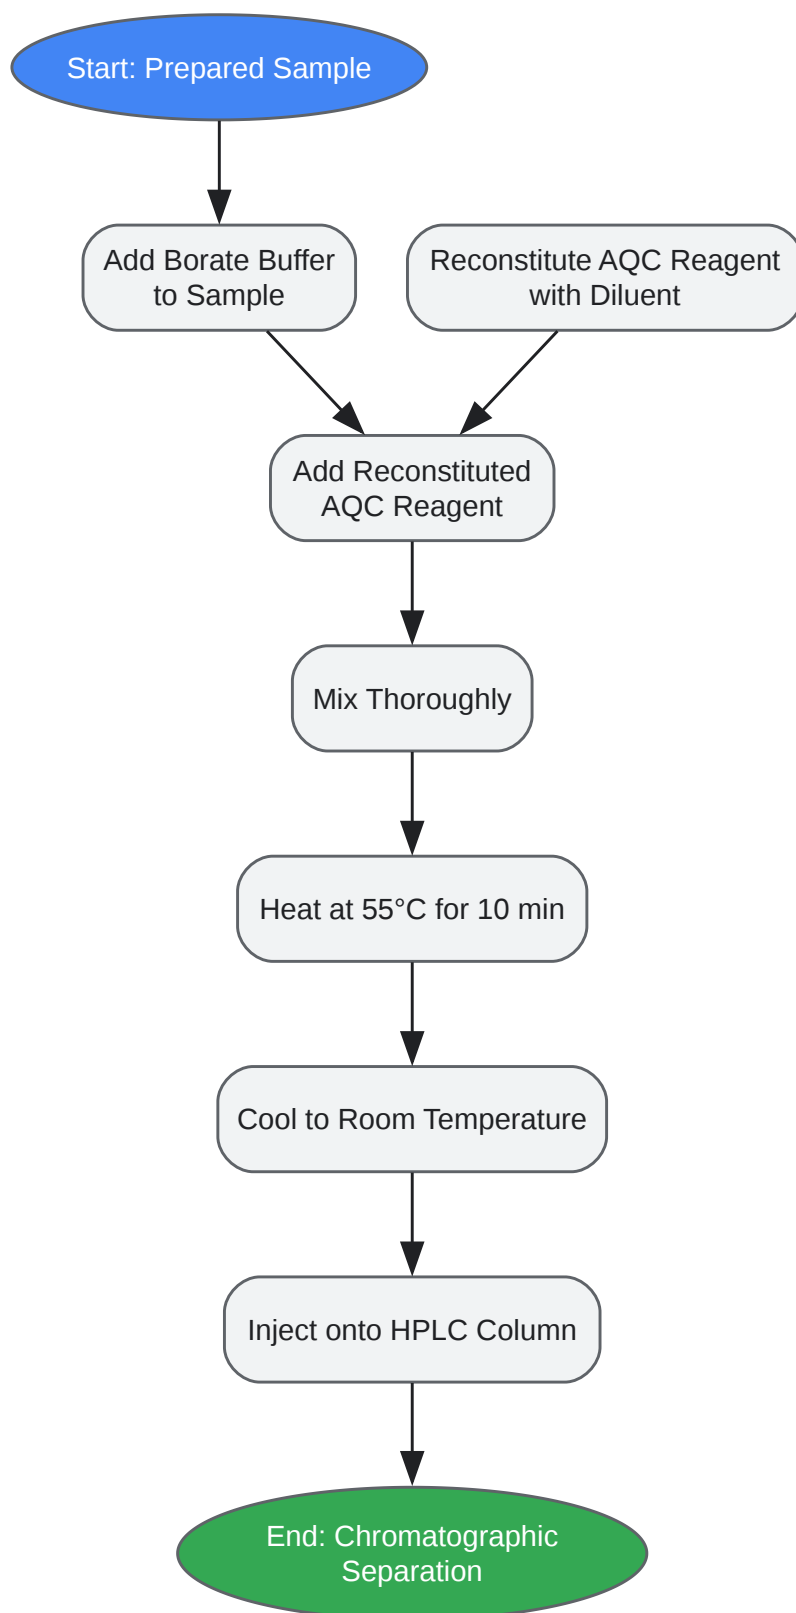 Start: Prepared Sample
Add Borate Buffer
to Sample
Reconstitute AQC Reagent
with Diluent
Add Reconstituted
AQC Reagent
Mix Thoroughly
Heat at 55°C for 10 min
Cool to Room Temperature
Inject onto HPLC Column
End: Chromatographic
Separation